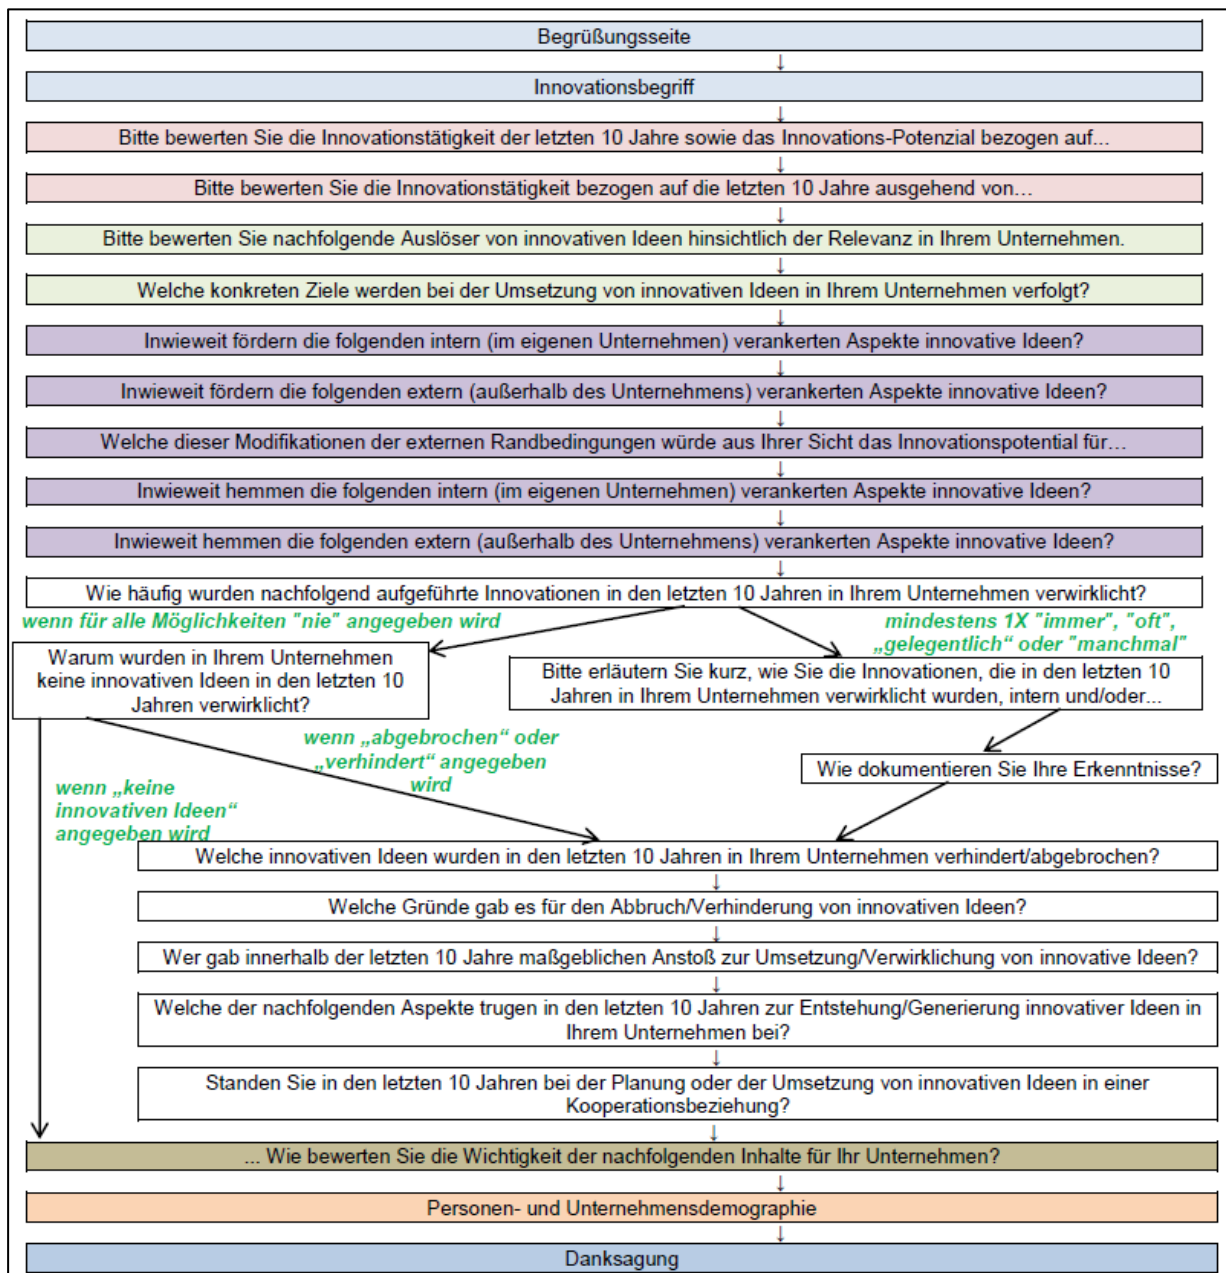 Begrüßungsseite
↓
Innovationsbegriff
↓
Bitte bewerten Sie die Innovationstätigkeit der letzten 10 Jahre sowie das Innovations-Potenzial bezogen auf...
↓
Bitte bewerten Sie die Innovationstätigkeit bezogen auf die letzten 10 Jahre ausgehend von…
↓
Bitte bewerten Sie nachfolgende Auslöser von innovativen Ideen hinsichtlich der Relevanz in Ihrem Unternehmen.
↓
Welche konkreten Ziele werden bei der Umsetzung von innovativen Ideen in Ihrem Unternehmen verfolgt?
↓
Inwieweit fördern die folgenden intern (im eigenen Unternehmen) verankerten Aspekte innovative Ideen?
↓
Inwieweit fördern die folgenden extern (außerhalb des Unternehmens) verankerten Aspekte innovative Ideen?
↓
Welche dieser Modifikationen der externen Randbedingungen würde aus Ihrer Sicht das Innovationspotential für…
↓
Inwieweit hemmen die folgenden intern (im eigenen Unternehmen) verankerten Aspekte innovative Ideen?
↓
Inwieweit hemmen die folgenden extern (außerhalb des Unternehmens) verankerten Aspekte innovative Ideen?
↓
Wie häufig wurden nachfolgend aufgeführte Innovationen in den letzten 10 Jahren in Ihrem Unternehmen verwirklicht?
wenn für alle Möglichkeiten "nie" angegeben wird
mindestens 1X "immer", "oft",
„gelegentlich“ oder "manchmal"
Warum wurden in Ihrem Unternehmen
keine innovativen Ideen in den letzten 10
Jahren verwirklicht?
Bitte erläutern Sie kurz, wie Sie die Innovationen, die in den letzten 10
Jahren in Ihrem Unternehmen verwirklicht wurden, intern und/oder...
wenn „abgebrochen“ oder
„verhindert“ angegeben
wird
Wie dokumentieren Sie Ihre Erkenntnisse?
wenn „keine
innovativen Ideen“
angegeben wird
Welche innovativen Ideen wurden in den letzten 10 Jahren in Ihrem Unternehmen verhindert/abgebrochen?
↓
Welche Gründe gab es für den Abbruch/Verhinderung von innovativen Ideen?
↓
Wer gab innerhalb der letzten 10 Jahre maßgeblichen Anstoß zur Umsetzung/Verwirklichung von innovative Ideen?
↓
Welche der nachfolgenden Aspekte trugen in den letzten 10 Jahren zur Entstehung/Generierung innovativer Ideen in
Ihrem Unternehmen bei?
↓
Standen Sie in den letzten 10 Jahren bei der Planung oder der Umsetzung von innovativen Ideen in einer
Kooperationsbeziehung?
↓
... Wie bewerten Sie die Wichtigkeit der nachfolgenden Inhalte für Ihr Unternehmen?
↓
Personen- und Unternehmensdemographie
↓
Danksagung